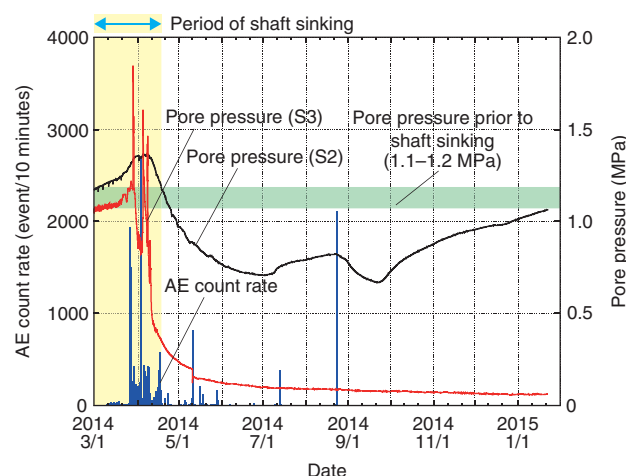 Period of shaft sinking
4000
3000
2000
1000
0
2.0
1.5
1.0
0.5
0
AE count rate (event/10 minutes)
Pore pressure (MPa)
Pore pressure (S3)
Pore pressure (S2)
Pore pressure prior to
shaft sinking
(1.1–1.2 MPa)
AE count rate
2014 2014 2014 2014 2014 2015
3/1 5/1 7/1 9/1 11/1 1/1
Date